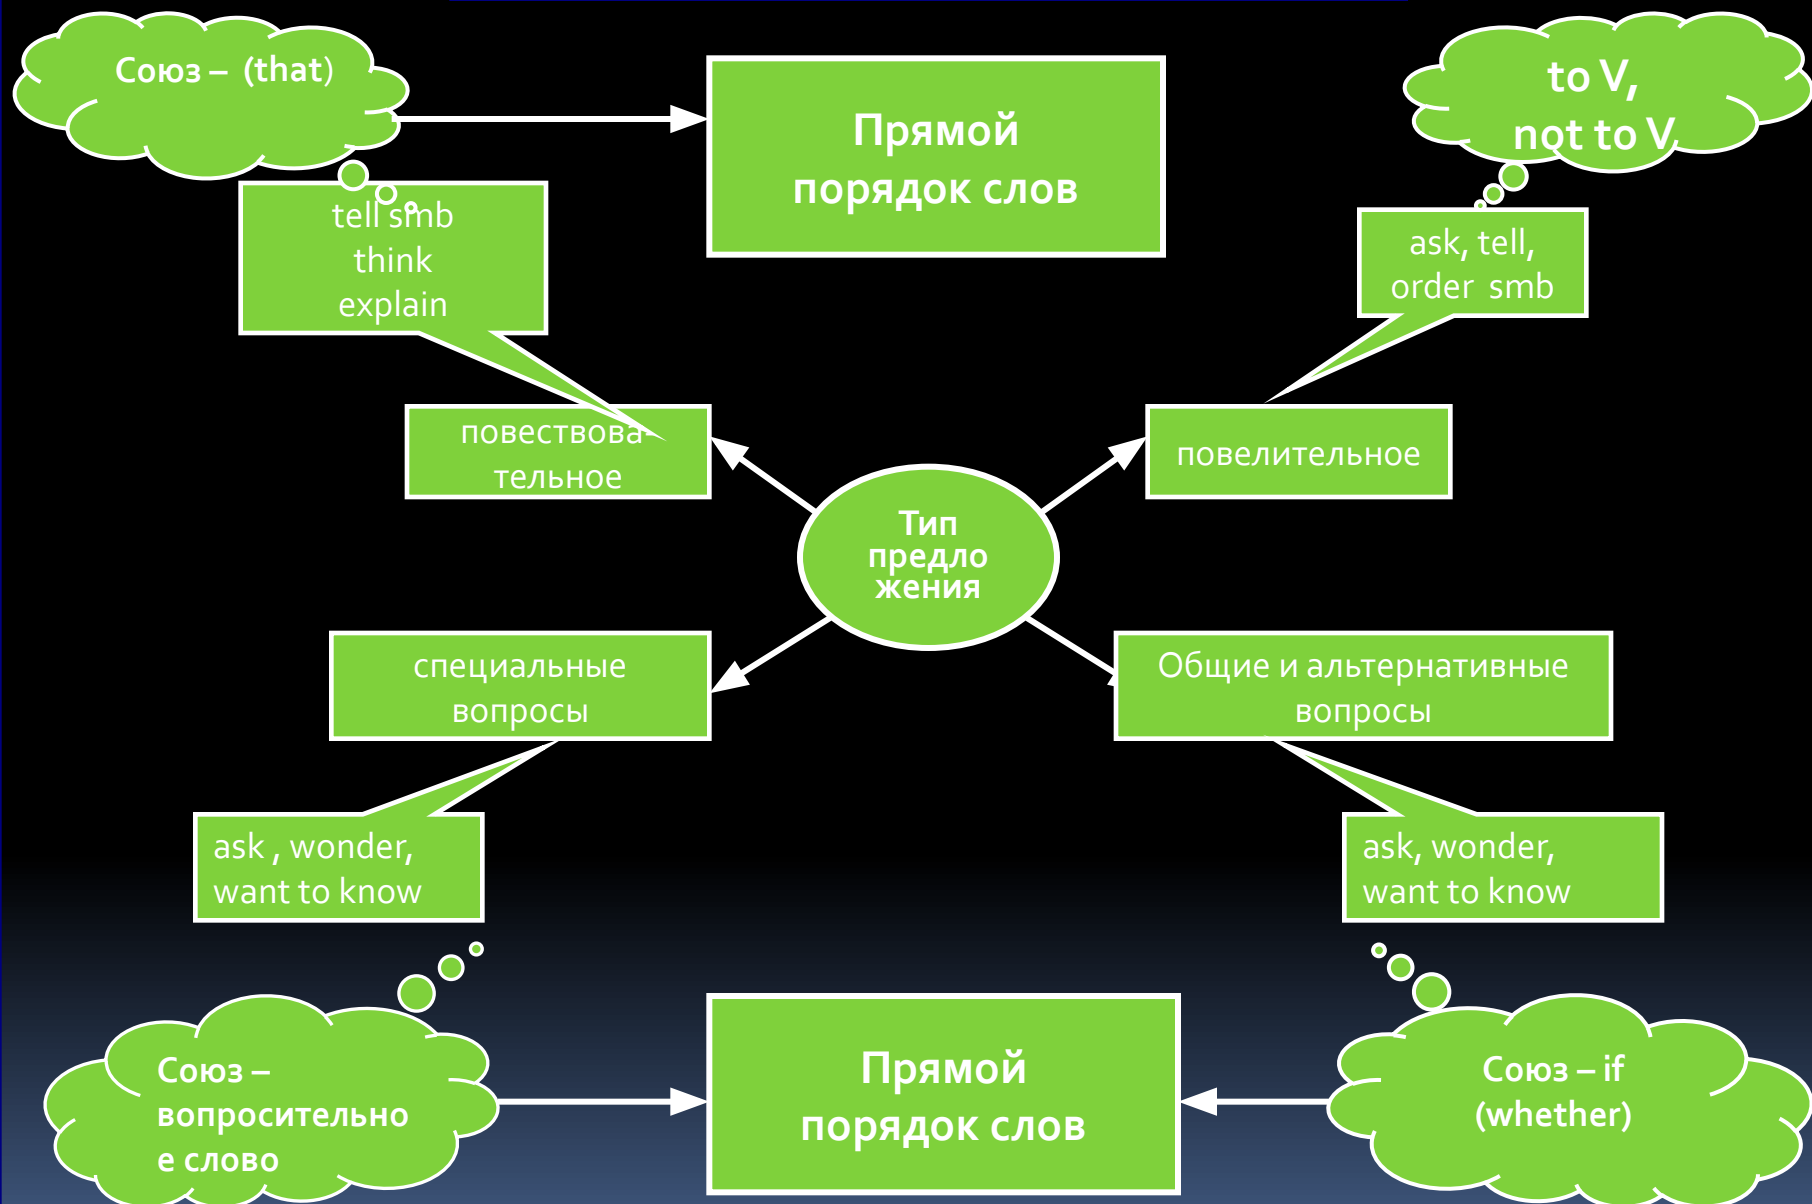 Союз – (that)
Прямой
порядок слов
to V,
not to V
tell smb
think
explain
ask, tell,
order smb
повествова-
тельное
повелительное
Тип
предло
жения
специальные
вопросы
Общие и альтернативные
вопросы
ask , wonder,
want to know
ask, wonder,
want to know
Союз –
вопросительно
е слово
Прямой
порядок слов
Союз – if
(whether)